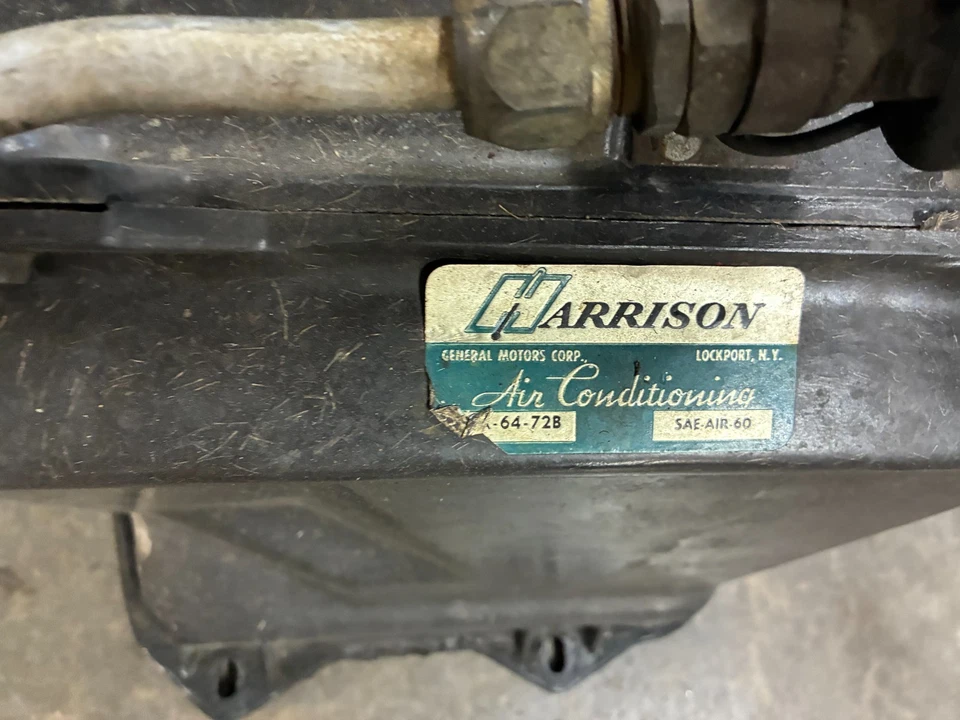 HARRISON
GENERAL MOTORS CORP., LOCKPORT, N.Y.
Air Conditioning
-64-72B SAE-AIR-60